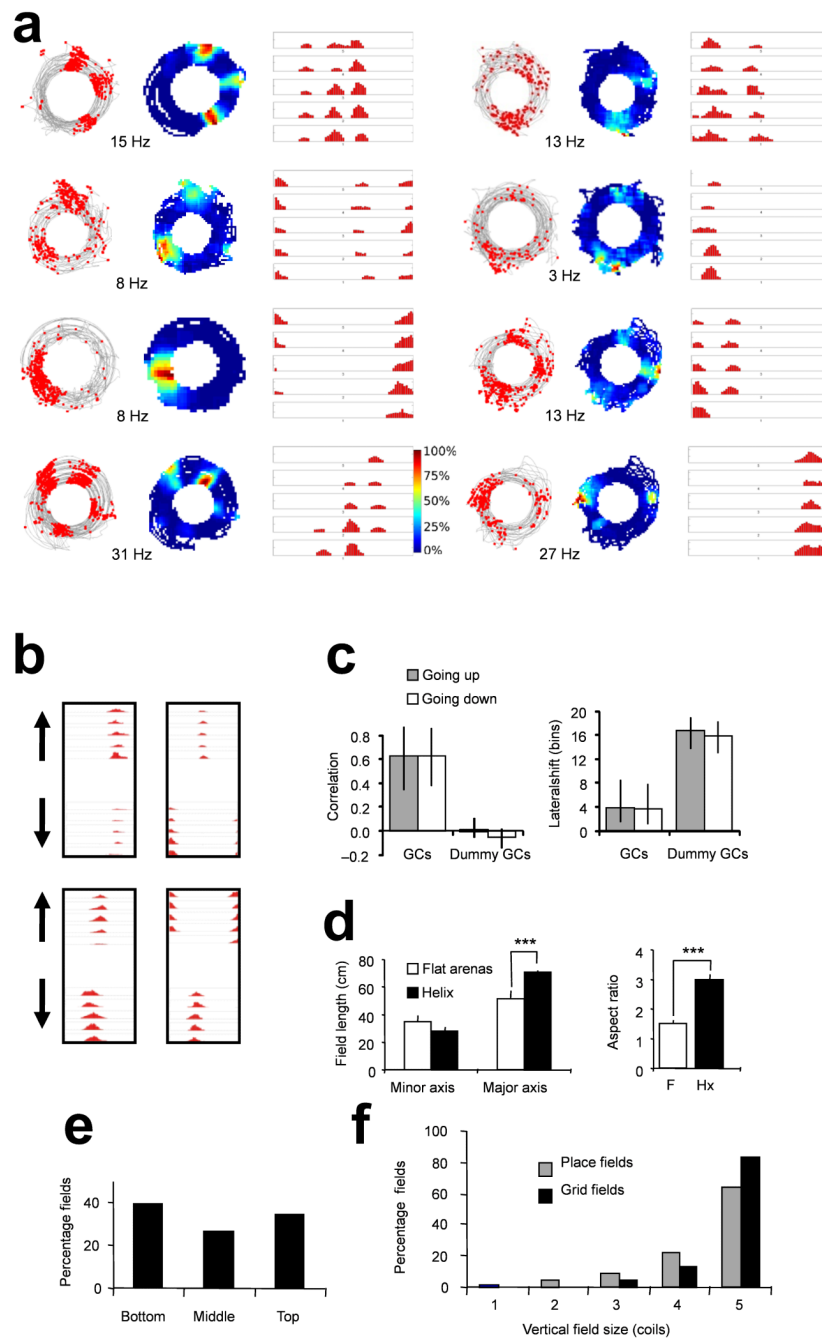 a
15 Hz
13 Hz
8 Hz
3 Hz
8 Hz
13 Hz
100%
75%
50%
25%
0%
31 Hz
27 Hz
b
c
Going up
Going down
Correlation
0.8
0.6
0.4
0.2
0.0
–0.2
GCs
Dummy GCs
Lateralshift (bins)
20
16
12
8
4
0
GCs
Dummy GCs
d
Field length (cm)
80
60
40
20
0
***
Flat arenas
Helix
Minor axis
Major axis
Aspect ratio
4
3
2
1
0
***
F
Hx
e
Percentage fields
40
20
0
Bottom
Middle
Top
f
Percentage fields
100
80
60
40
20
0
Place fields
Grid fields
1
2
3
4
5
Vertical field size (coils)